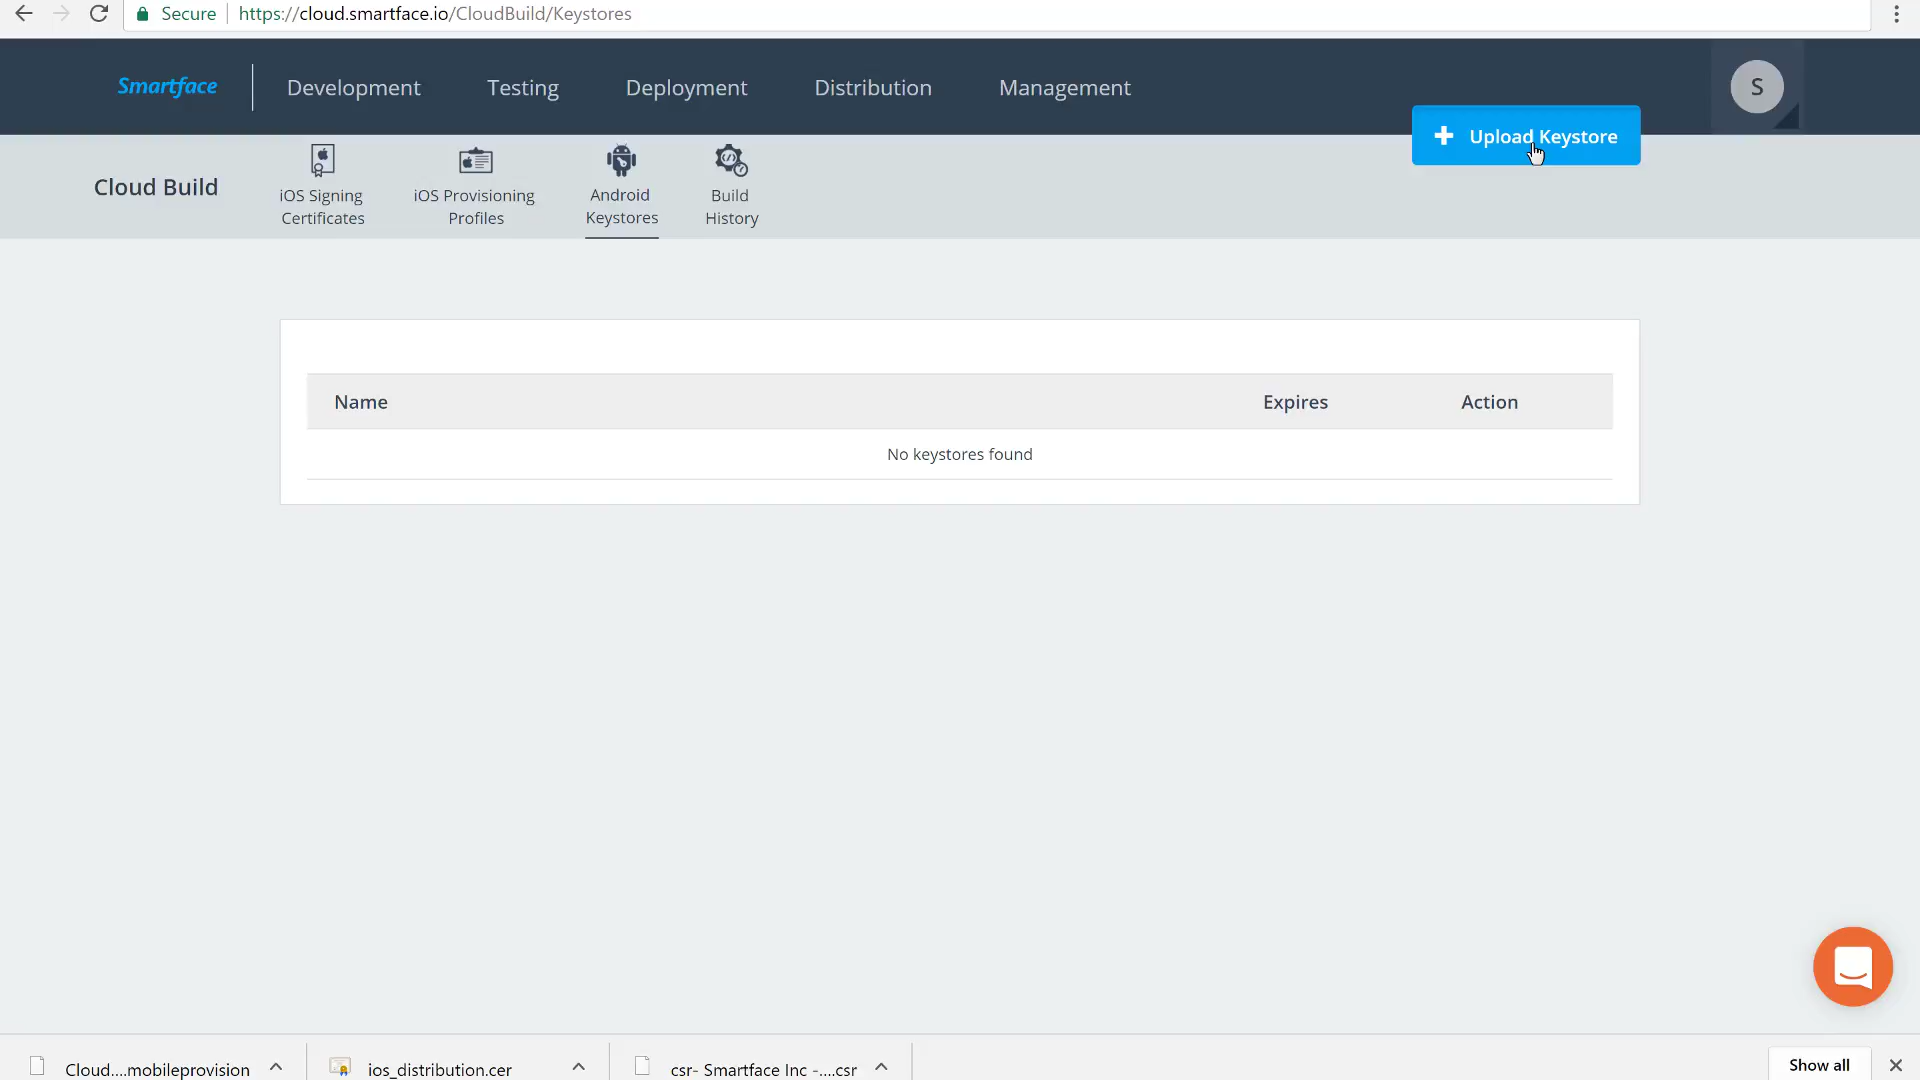 Secure
https://cloud.smartface.io/CloudBuild/Keystores
Smartface
Development
Testing
Deployment
Distribution
Management
S
Upload Keystore
Cloud Build
iOS Signing
Certificates
iOS Provisioning
Profiles
Android
Keystores
Build
History
Name
Expires
Action
No keystores found
Cloud....mobileprovision
ios_distribution.cer
csr- Smartface Inc -....csr
Show all